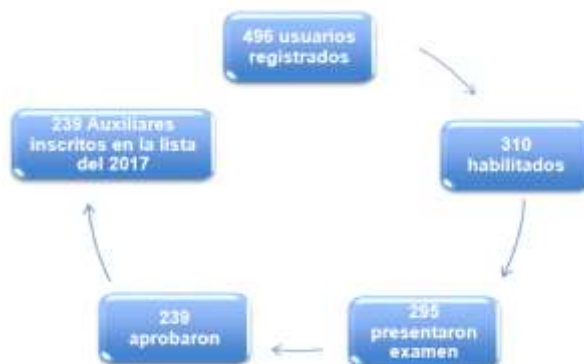 496 usuarios
registrados
310
habilitados
295
presentaron
examen
239
aprobaron
239 Auxiliares
inscritos en la lista
del 2017